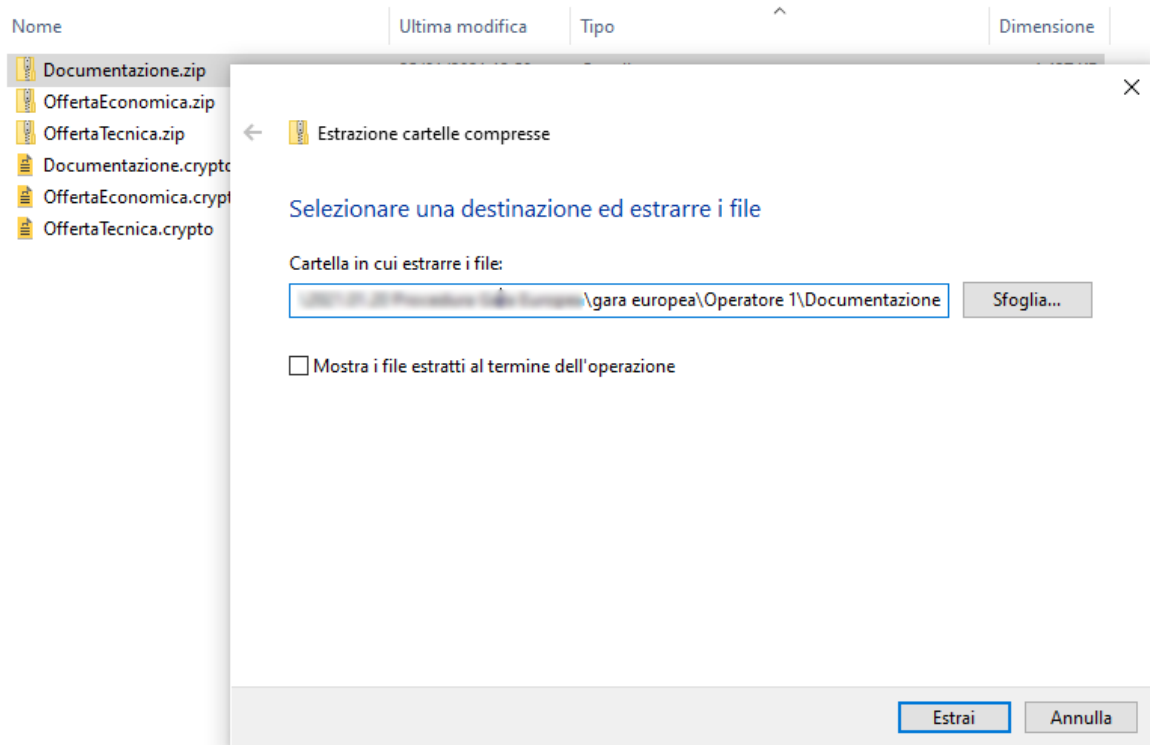 Nome Ultima modifica Tipo Dimensione
Documentazione.zip
OffertaEconomica.zip
OffertaTecnica.zip
Documentazione.crypto
OffertaEconomica.crypt
OffertaTecnica.crypto
Estrazione cartelle compresse
Selezionare una destinazione ed estrarre i file
Cartella in cui estrarre i file:
\gara europea\Operatore 1\Documentazione Sfoglia...
Mostra i file estratti al termine dell'operazione
Estrai Annulla